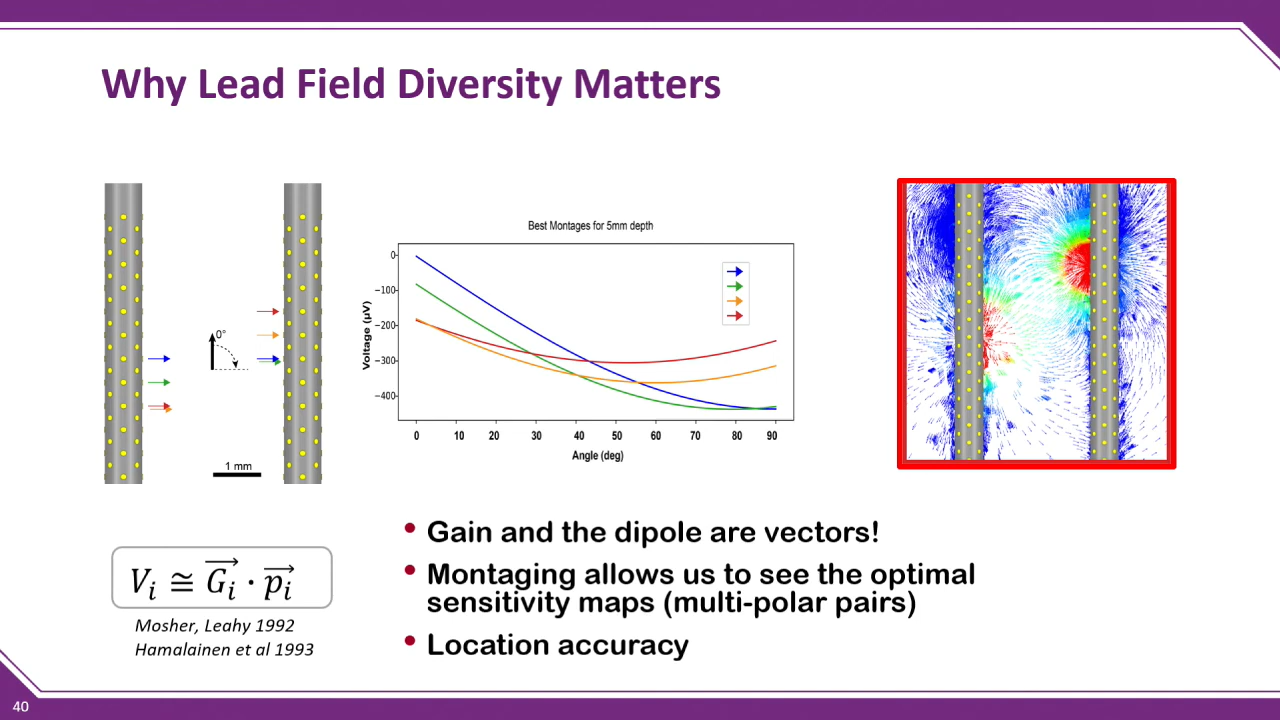 Why Lead Field Diversity Matters
0°
1 mm
Best Montages for 5mm depth
Voltage (µV)
0
−100
−200
−300
−400
0 10 20 30 40 50 60 70 80 90
Angle (deg)
Vi ≅ Gi · pi
Mosher, Leahy 1992
Hamalainen et al 1993
• Gain and the dipole are vectors!
• Montaging allows us to see the optimal
sensitivity maps (multi-polar pairs)
• Location accuracy
40